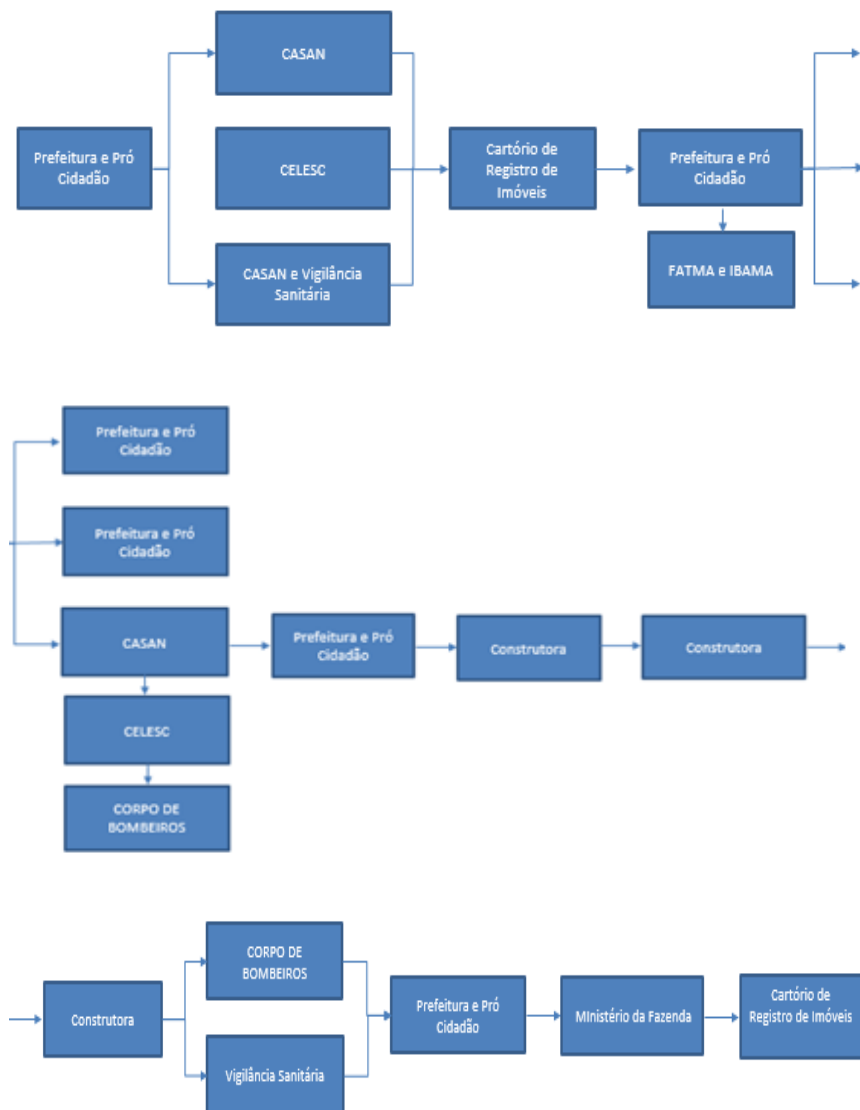 CASAN
Prefeitura e Pró
Cidadão
CELESC
CASAN e Vigilância
Sanitária
Cartório de
Registro de
Imóveis
Prefeitura e Pró
Cidadão
FATMA e IBAMA
Prefeitura e Pró
Cidadão
Prefeitura e Pró
Cidadão
CASAN
Prefeitura e Pró
Cidadão
Construtora
Construtora
CELESC
CORPO DE
BOMBEIROS
Construtora
CORPO DE
BOMBEIROS
Vigilância Sanitária
Prefeitura e Pró
Cidadão
MInistério da Fazenda
Cartório de
Registro de Imóveis